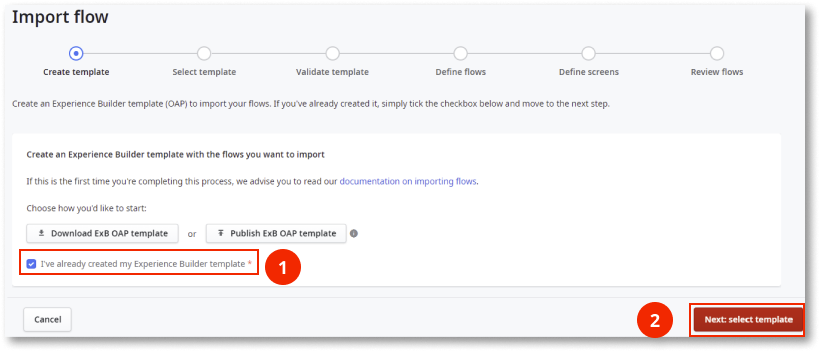 Import flow
Create template
Select template
Validate template
Define flows
Define screens
Review flows
Create an Experience Builder template (OAP) to import your flows. If you've already created it, simply tick the checkbox below and move to the next step.
Create an Experience Builder template with the flows you want to import
If this is the first time you're completing this process, we advise you to read our documentation on importing flows.
Choose how you'd like to start:
Download ExB OAP template or Publish ExB OAP template
I've already created my Experience Builder template *
1
Cancel
2
Next: select template